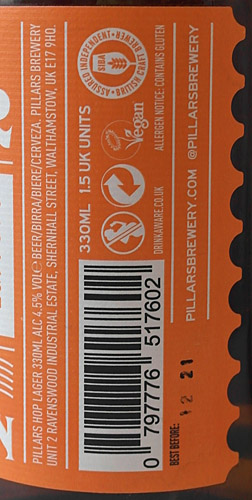 PILLARS HOP LAGER 330ML ALC 4.5% VOL ℮ BEER/BIRRA/BIERE/CERVEZA. PILLARS BREWERY
UNIT 2 RAVENSWOOD INDUSTRIAL ESTATE, SHERNHALL STREET, WALTHAMSTOW, UK E17 9HQ.
330ML 1.5 UK UNITS
ASSURED INDEPENDENT • BRITISH CRAFT BREWER •
SIBA
Vegan
DRINKAWARE.CO.UK
ALLERGEN NOTICE: CONTAINS GLUTEN
PILLARSBREWERY.COM @PILLARSBREWERY
0 797776 517602
BEST BEFORE: 12 21